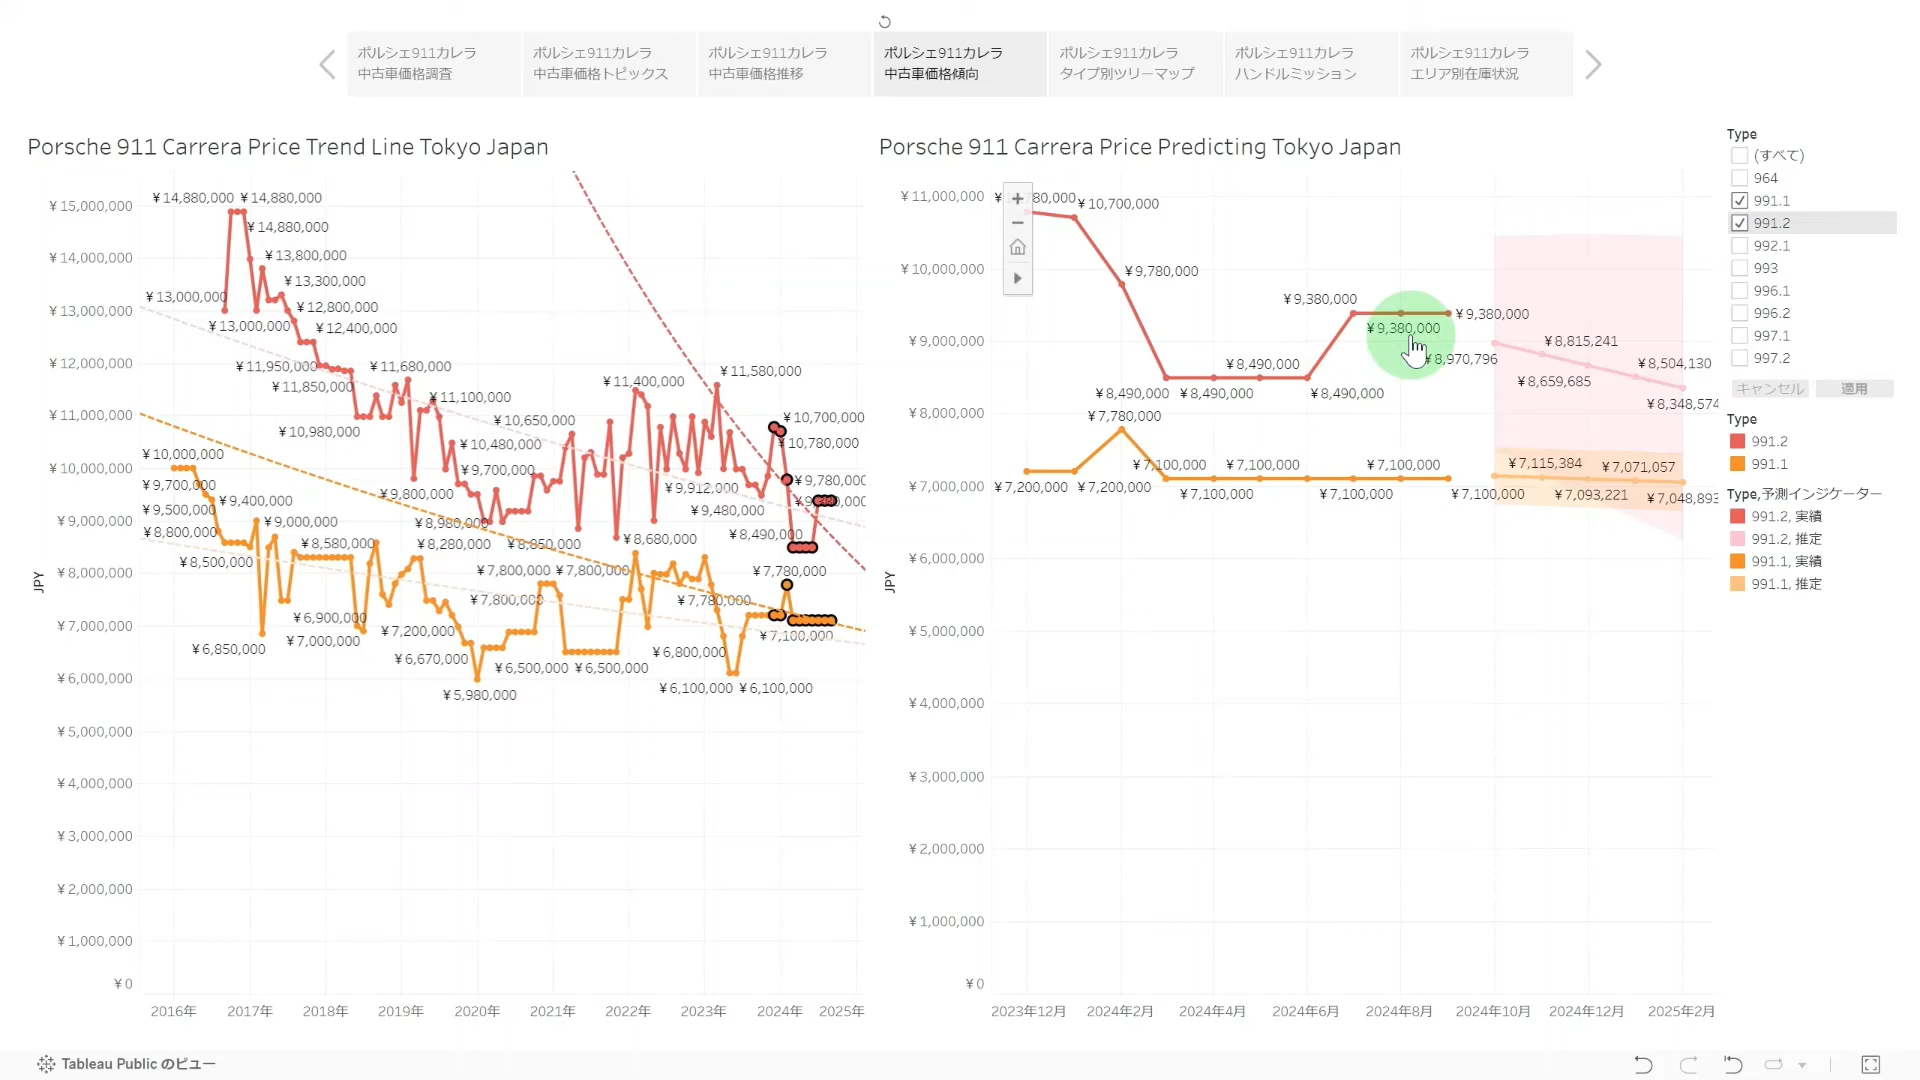 ポルシェ911カレラ
中古車価格調査
ポルシェ911カレラ
中古車価格トピックス
ポルシェ911カレラ
中古車価格推移
ポルシェ911カレラ
中古車価格傾向
ポルシェ911カレラ
タイプ別ツリーマップ
ポルシェ911カレラ
ハンドルミッション
ポルシェ911カレラ
エリア別在庫状況
Porsche 911 Carrera Price Trend Line Tokyo Japan
¥15,000,000
¥14,000,000
¥13,000,000
¥12,000,000
¥11,000,000
¥10,000,000
¥9,000,000
¥8,000,000
¥7,000,000
¥6,000,000
¥5,000,000
¥4,000,000
¥3,000,000
¥2,000,000
¥1,000,000
¥0
JPY
¥14,880,000 ¥14,880,000
¥14,880,000
¥13,800,000
¥13,300,000
¥13,000,000
¥12,800,000
¥13,000,000
¥12,400,000
¥11,950,000
¥11,680,000
¥11,850,000
¥11,400,000
¥11,580,000
¥11,100,000
¥10,650,000
¥10,700,000
¥10,980,000
¥10,480,000
¥10,780,000
¥10,000,000
¥9,700,000
¥9,700,000
¥9,780,000
¥9,400,000
¥9,800,000
¥9,912,000
¥9,500,000
¥9,480,000
¥9,000,000
¥8,980,000
¥8,800,000
¥8,580,000
¥8,280,000
¥8,850,000
¥8,680,000
¥8,490,000
¥8,500,000
¥7,800,000 ¥7,800,000
¥7,780,000
¥7,800,000
¥7,780,000
¥6,900,000
¥7,200,000
¥7,100,000
¥7,000,000
¥6,850,000
¥6,670,000
¥6,500,000 ¥6,500,000
¥6,800,000
¥5,980,000
¥6,100,000 ¥6,100,000
2016年
2017年
2018年
2019年
2020年
2021年
2022年
2023年
2024年
2025年
Porsche 911 Carrera Price Predicting Tokyo Japan
¥11,000,000
¥10,000,000
¥9,000,000
¥8,000,000
¥7,000,000
¥6,000,000
¥5,000,000
¥4,000,000
¥3,000,000
¥2,000,000
¥1,000,000
¥0
JPY
¥10,700,000
¥9,780,000
¥9,380,000
¥9,380,000
¥9,380,000
¥8,970,796
¥8,815,241
¥8,659,685
¥8,504,130
¥8,348,574
¥8,490,000
¥8,490,000
¥8,490,000
¥8,490,000
¥7,780,000
¥7,200,000
¥7,200,000
¥7,100,000
¥7,100,000
¥7,100,000
¥7,100,000
¥7,100,000
¥7,100,000
¥7,115,384
¥7,071,057
¥7,093,221
¥7,048,893
2023年12月
2024年2月
2024年4月
2024年6月
2024年8月
2024年10月
2024年12月
2025年2月
Type
(すべて)
964
991.1
991.2
992.1
993
996.1
996.2
997.1
997.2
キャンセル
適用
Type
991.2
991.1
Type,予測インジケーター
991.2, 実績
991.2, 推定
991.1, 実績
991.1, 推定
Tableau Public のビュー